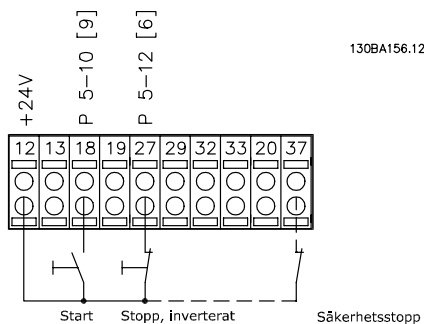 130BA156.12
+24V
P 5-10 [9]
P 5-12 [6]
12 13 18 19 27 29 32 33 20 37
Start
Stopp, inverterat
Säkerhetsstopp